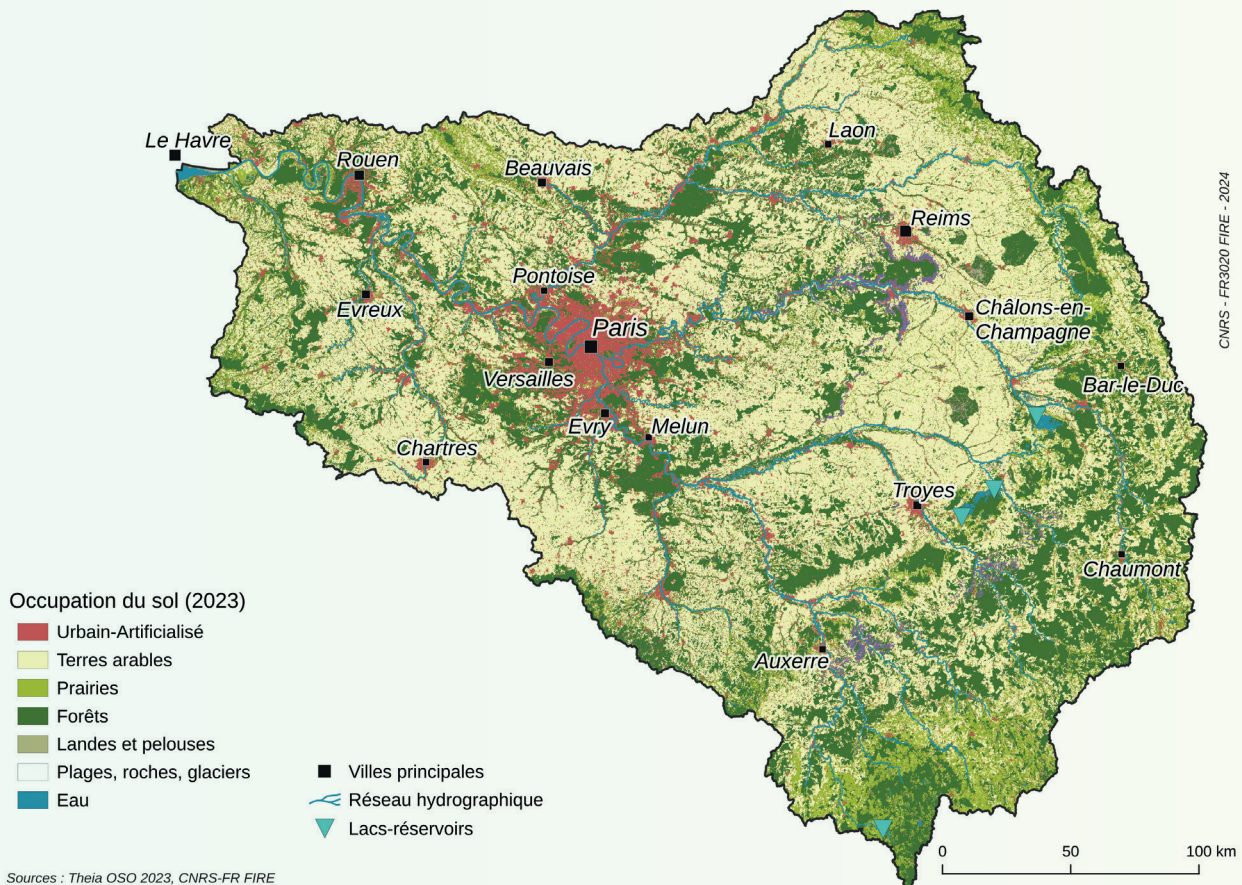 Le Havre
Rouen
Beauvais
Laon
Reims
Pontoise
Evreux
Paris
Châlons-en-
Champagne
Versailles
Bar-le-Duc
Evry
Melun
Chartres
Troyes
Chaumont
Auxerre
CNRS - FR3020 FIRE - 2024
Occupation du sol (2023)
Urbain-Artificialisé
Terres arables
Prairies
Forêts
Landes et pelouses
Plages, roches, glaciers
Eau
Villes principales
Réseau hydrographique
Lacs-réservoirs
0 50 100 km
Sources : Theia OSO 2023, CNRS-FR FIRE